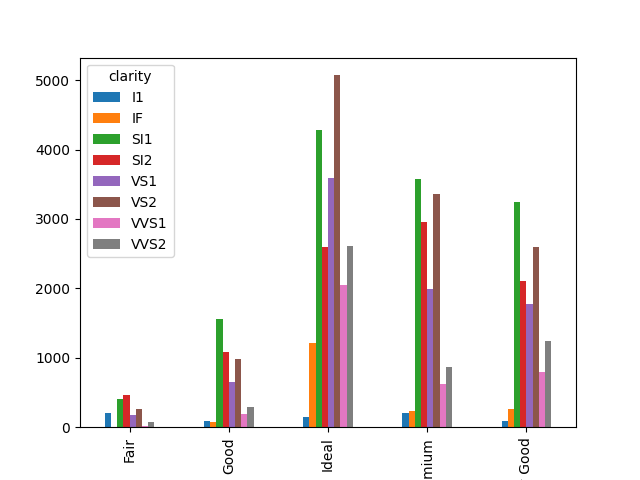 clarity
I1
IF
SI1
SI2
VS1
VS2
VVS1
VVS2
5000
4000
3000
2000
1000
0
Fair
Good
Ideal
mium
Good